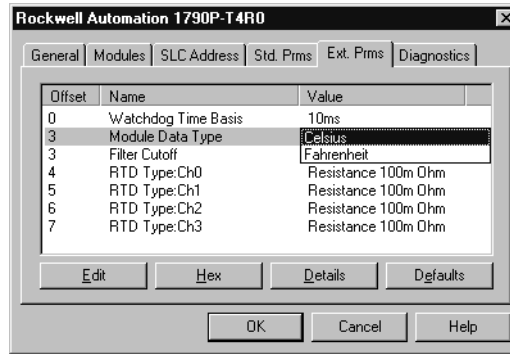 Rockwell Automation 1790P-T4R0
General Modules SLC Address Std. Prms Ext. Prms Diagnostics
Offset Name Value
0 Watchdog Time Basis 10ms
3 Module Data Type Celsius
3 Filter Cutoff Fahrenheit
4 RTD Type:Ch0 Resistance 100m Ohm
5 RTD Type:Ch1 Resistance 100m Ohm
6 RTD Type:Ch2 Resistance 100m Ohm
7 RTD Type:Ch3 Resistance 100m Ohm
Edit Hex Details Defaults
OK Cancel Help